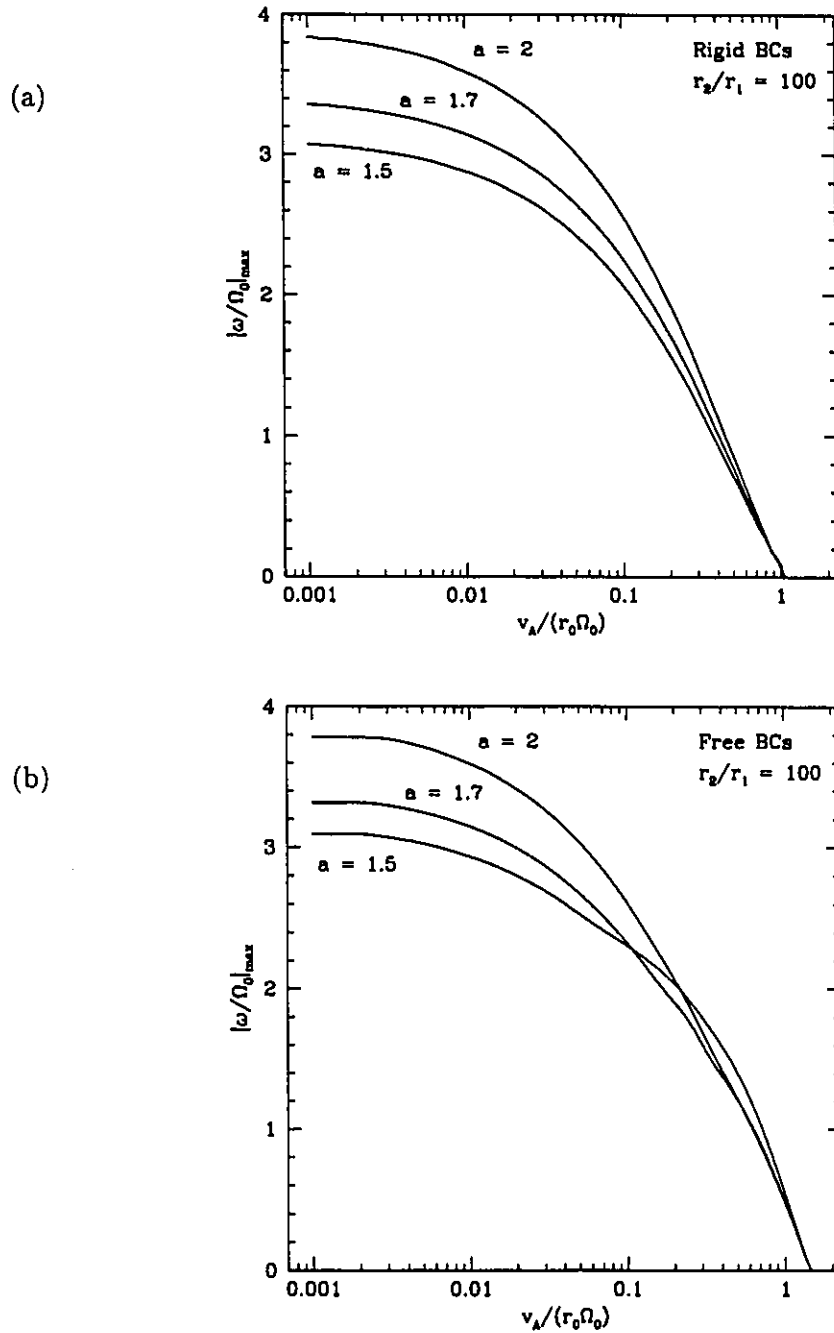 (a)
4
3
2
1
0
|ω/Ω₀|max
a = 2
a = 1.7
a = 1.5
Rigid BCs
r₂/r₁ = 100
0.001 0.01 0.1 1
v_A/(r₀Ω₀)
(b)
4
3
2
1
0
|ω/Ω₀|max
a = 2
a = 1.7
a = 1.5
Free BCs
r₂/r₁ = 100
0.001 0.01 0.1 1
v_A/(r₀Ω₀)